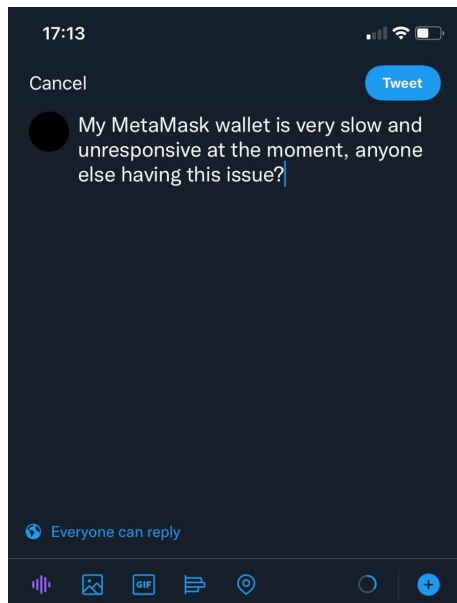 17:13
Cancel
Tweet
My MetaMask wallet is very slow and
unresponsive at the moment, anyone
else having this issue?
Everyone can reply
GIF